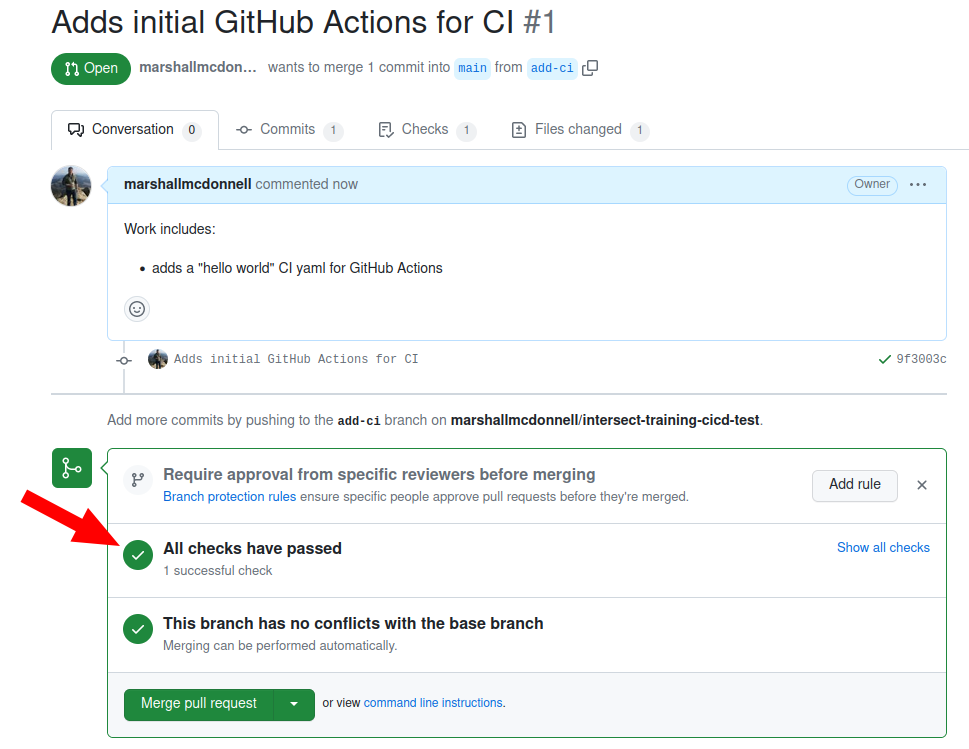 Adds initial GitHub Actions for CI #1
Open marshallmcdon... wants to merge 1 commit into main from add-ci
Conversation 0 Commits 1 Checks 1 Files changed 1
marshallmcdonnell commented now Owner ...
Work includes:
• adds a "hello world" CI yaml for GitHub Actions
Adds initial GitHub Actions for CI 9f3003c
Add more commits by pushing to the add-ci branch on marshallmcdonnell/intersect-training-cicd-test.
Require approval from specific reviewers before merging
Branch protection rules ensure specific people approve pull requests before they're merged.
Add rule
All checks have passed
1 successful check
Show all checks
This branch has no conflicts with the base branch
Merging can be performed automatically.
Merge pull request or view command line instructions.